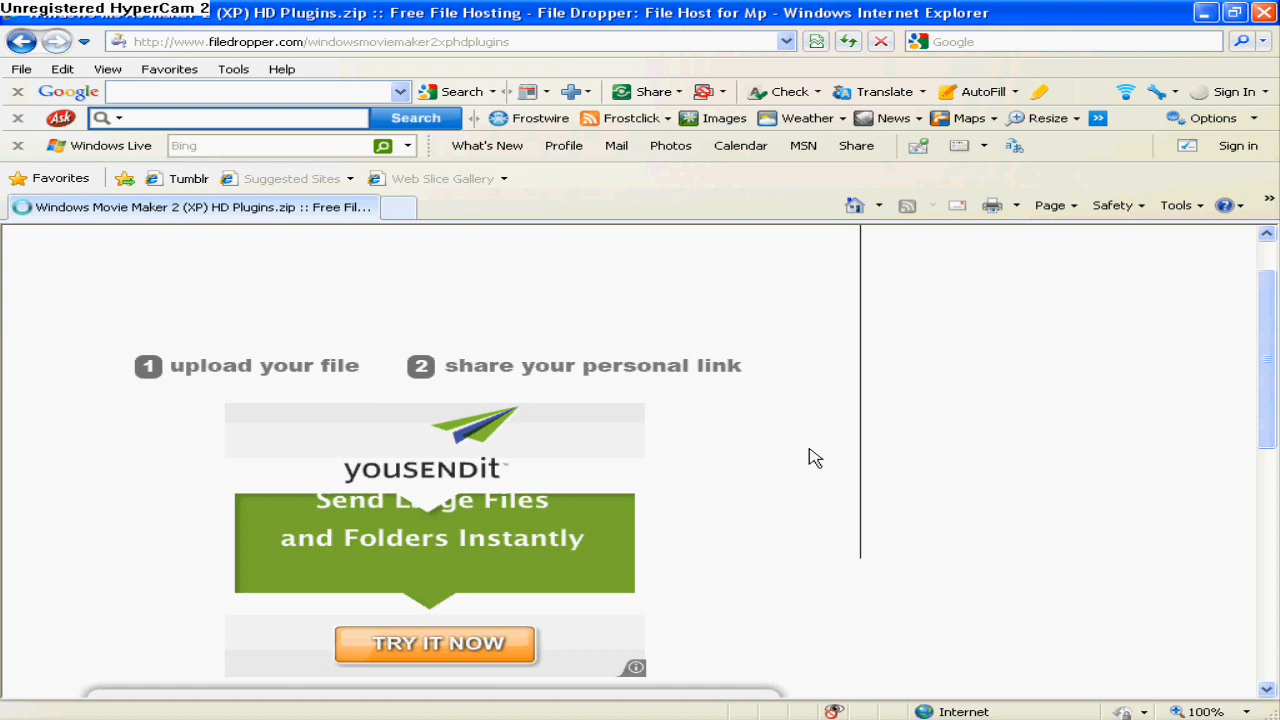 Unregistered HyperCam 2
(XP) HD Plugins.zip :: Free File Hosting - File Dropper: File Host for Mp - Windows Internet Explorer
http://www.filedropper.com/windowsmoviemaker2xphdplugins
Google
File Edit View Favorites Tools Help
Google Search Share Check Translate AutoFill Sign In
Ask Search Frostwire Frostclick Images Weather News Maps Resize Options
Windows Live Bing What's New Profile Mail Photos Calendar MSN Share Sign in
Favorites Tumblr Suggested Sites Web Slice Gallery
Windows Movie Maker 2 (XP) HD Plugins.zip :: Free Fil...
Page Safety Tools
1 upload your file 2 share your personal link
YOUSENDiT
Send Large Files
and Folders Instantly
TRY IT NOW
Internet 100%